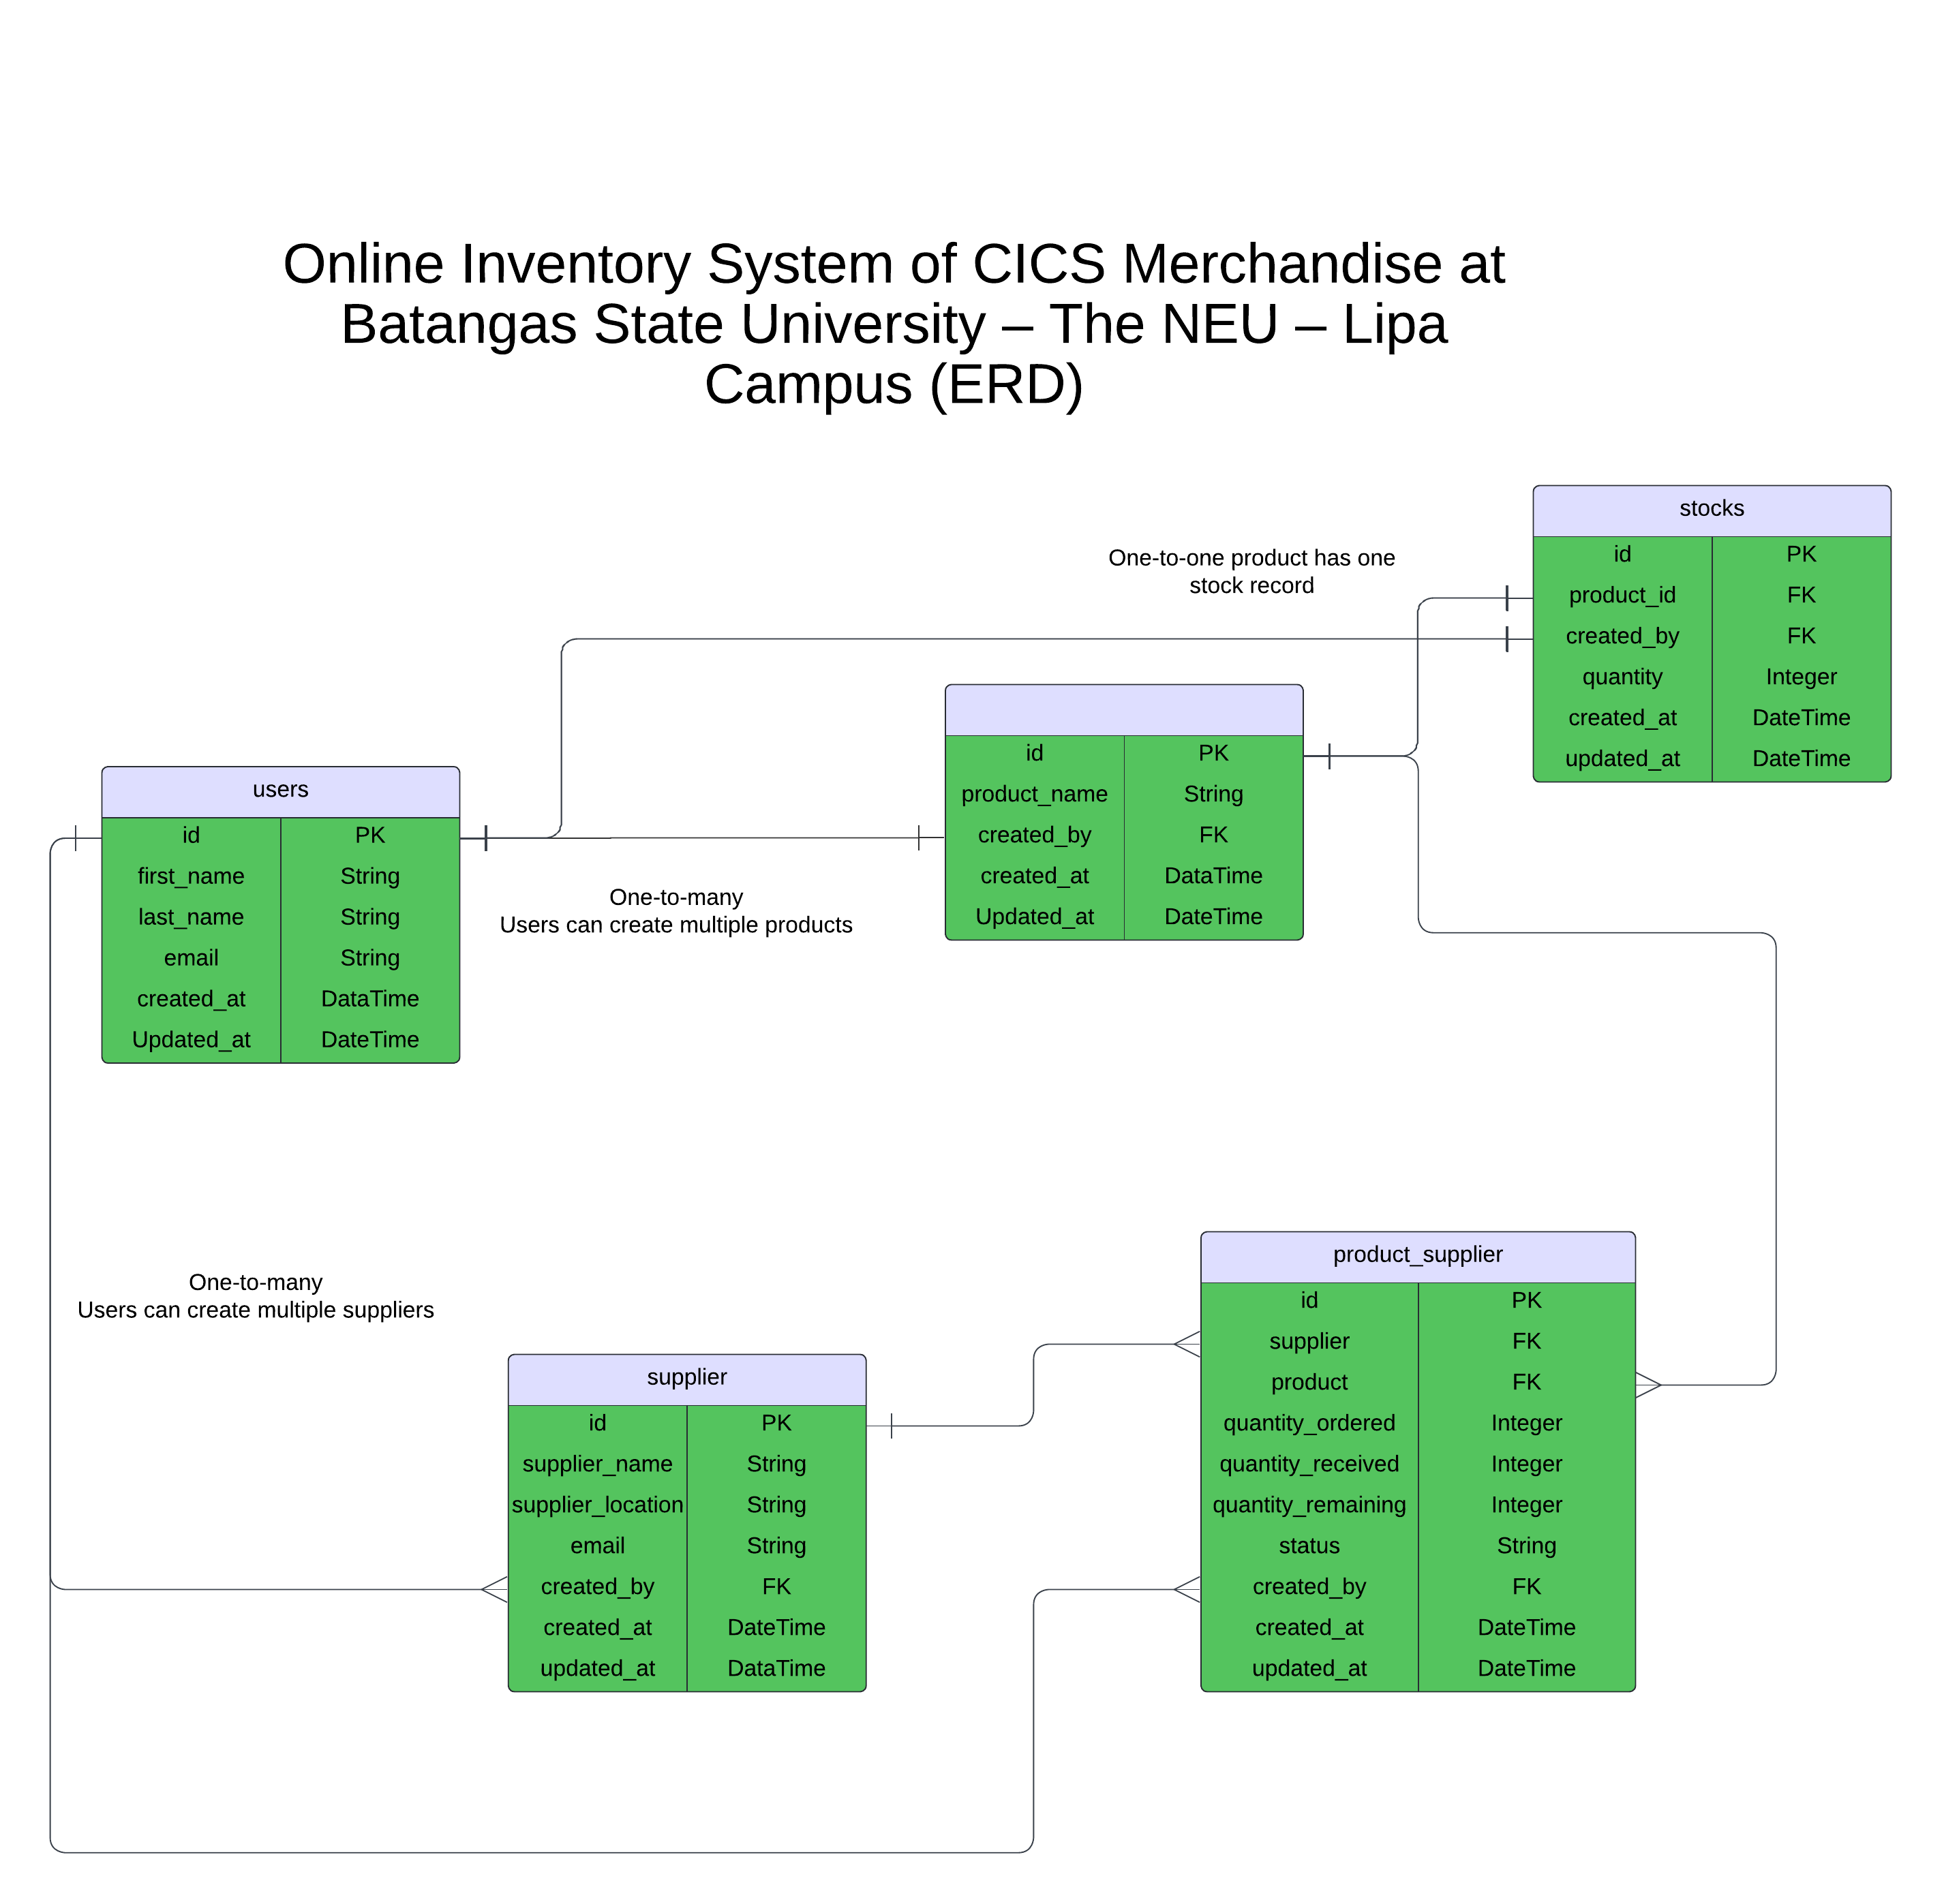 Online Inventory System of CICS Merchandise at
Batangas State University – The NEU – Lipa
Campus (ERD)
stocks
id PK
product_id FK
created_by FK
quantity Integer
created_at DateTime
updated_at DateTime
One-to-one product has one
stock record
id PK
product_name String
created_by FK
created_at DataTime
Updated_at DateTime
users
id PK
first_name String
last_name String
email String
created_at DataTime
Updated_at DateTime
One-to-many
Users can create multiple products
One-to-many
Users can create multiple suppliers
supplier
id PK
supplier_name String
supplier_location String
email String
created_by FK
created_at DateTime
updated_at DataTime
product_supplier
id PK
supplier FK
product FK
quantity_ordered Integer
quantity_received Integer
quantity_remaining Integer
status String
created_by FK
created_at DateTime
updated_at DateTime